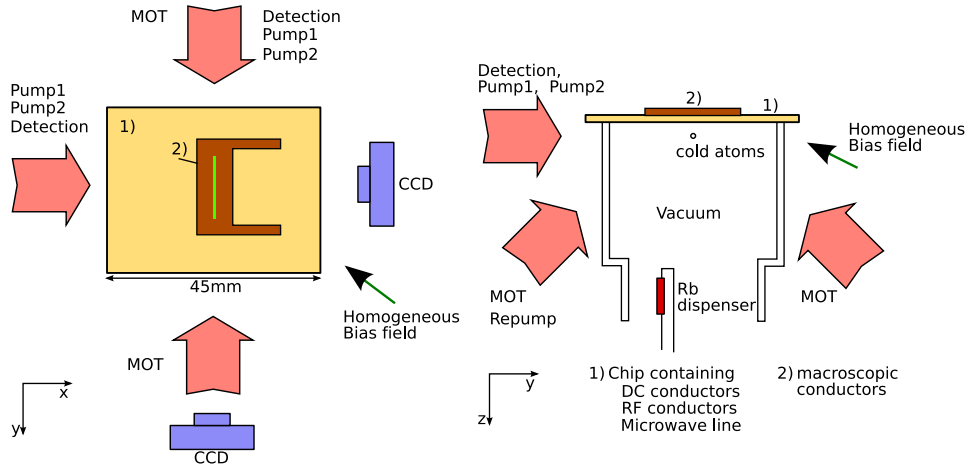 MOT
Detection
Pump1
Pump2
Pump1
Pump2
Detection
1)
2)
CCD
45mm
Homogeneous
Bias field
MOT
x
y
CCD
Detection,
Pump1, Pump2
2)
1)
cold atoms
Homogeneous
Bias field
Vacuum
MOT
Repump
Rb
dispenser
MOT
y
z
1) Chip containing
DC conductors
RF conductors
Microwave line
2) macroscopic
conductors